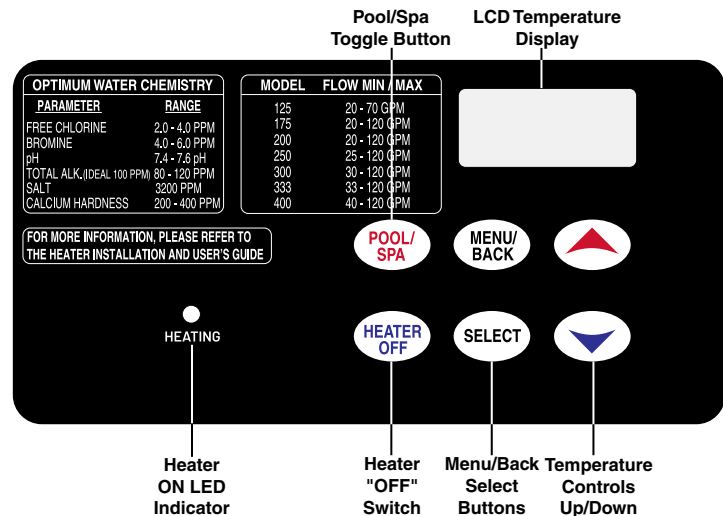 Pool/Spa
Toggle Button
LCD Temperature
Display
OPTIMUM WATER CHEMISTRY
PARAMETER RANGE
FREE CHLORINE 2.0 - 4.0 PPM
BROMINE 4.0 - 6.0 PPM
pH 7.4 - 7.6 pH
TOTAL ALK.(IDEAL 100 PPM) 80 - 120 PPM
SALT 3200 PPM
CALCIUM HARDNESS 200 - 400 PPM
MODEL FLOW MIN / MAX
125 20 - 70 GPM
175 20 - 120 GPM
200 20 - 120 GPM
250 25 - 120 GPM
300 30 - 120 GPM
333 33 - 120 GPM
400 40 - 120 GPM
FOR MORE INFORMATION, PLEASE REFER TO
THE HEATER INSTALLATION AND USER'S GUIDE
POOL/
SPA
MENU/
BACK
HEATING
HEATER
OFF
SELECT
Heater
ON LED
Indicator
Heater
"OFF"
Switch
Menu/Back
Select
Buttons
Temperature
Controls
Up/Down